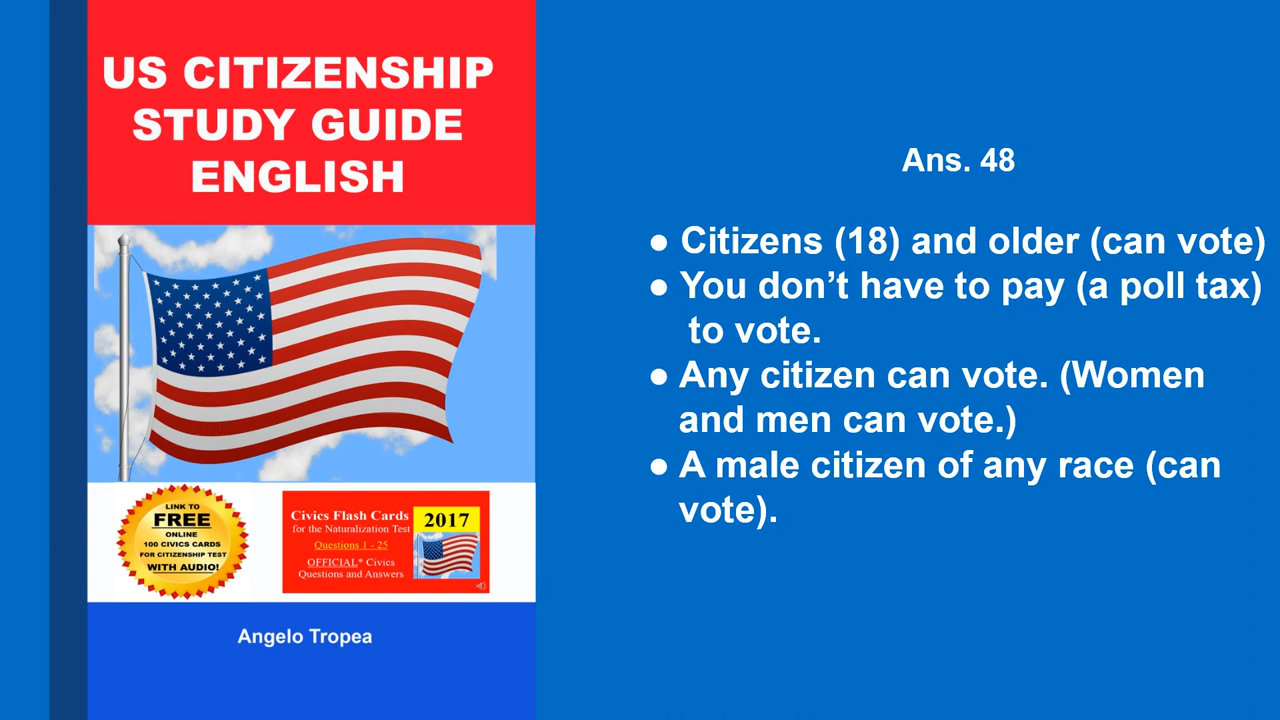 US CITIZENSHIP
STUDY GUIDE
ENGLISH
LINK TO
FREE
ONLINE
100 CIVICS CARDS
FOR CITIZENSHIP TEST
WITH AUDIO!
Civics Flash Cards
for the Naturalization Test
Questions 1 - 25
OFFICIAL* Civics
Questions and Answers
2017
Angelo Tropea
Ans. 48
● Citizens (18) and older (can vote)
● You don’t have to pay (a poll tax)
to vote.
● Any citizen can vote. (Women
and men can vote.)
● A male citizen of any race (can
vote).